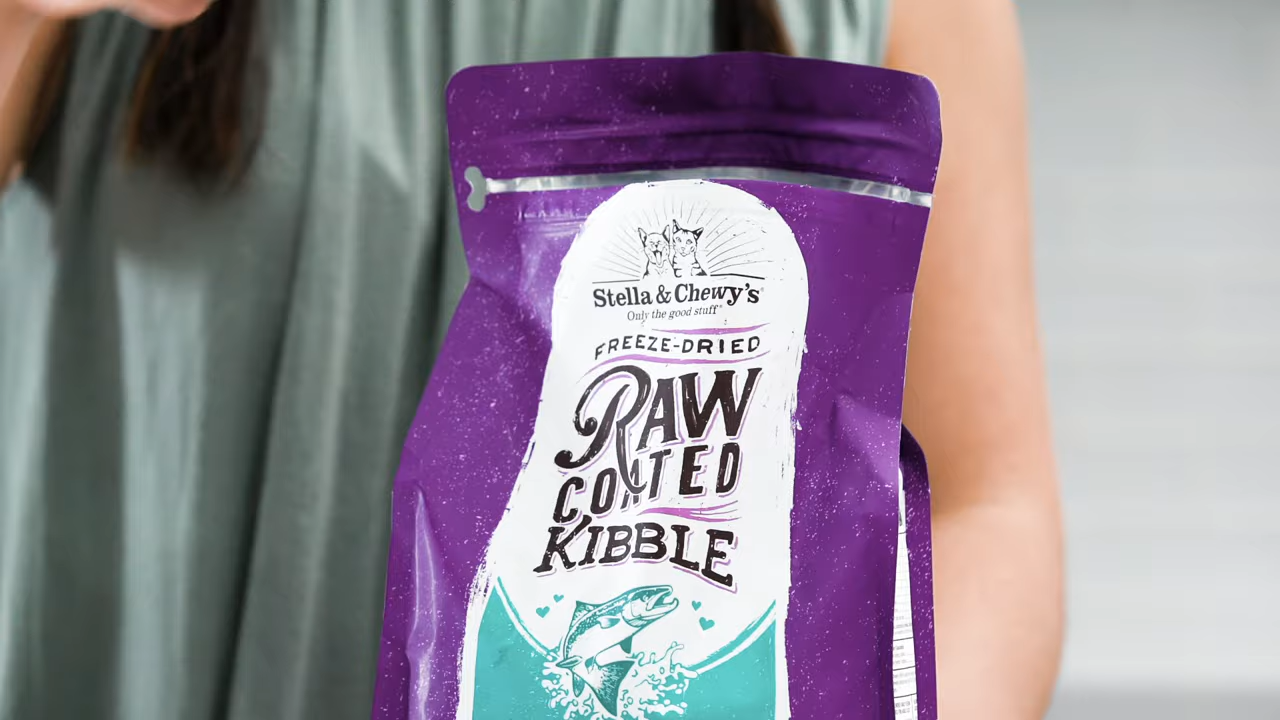 Stella & Chewy's®
Only the good stuff®
FREEZE-DRIED
RAW
COATED
KIBBLE